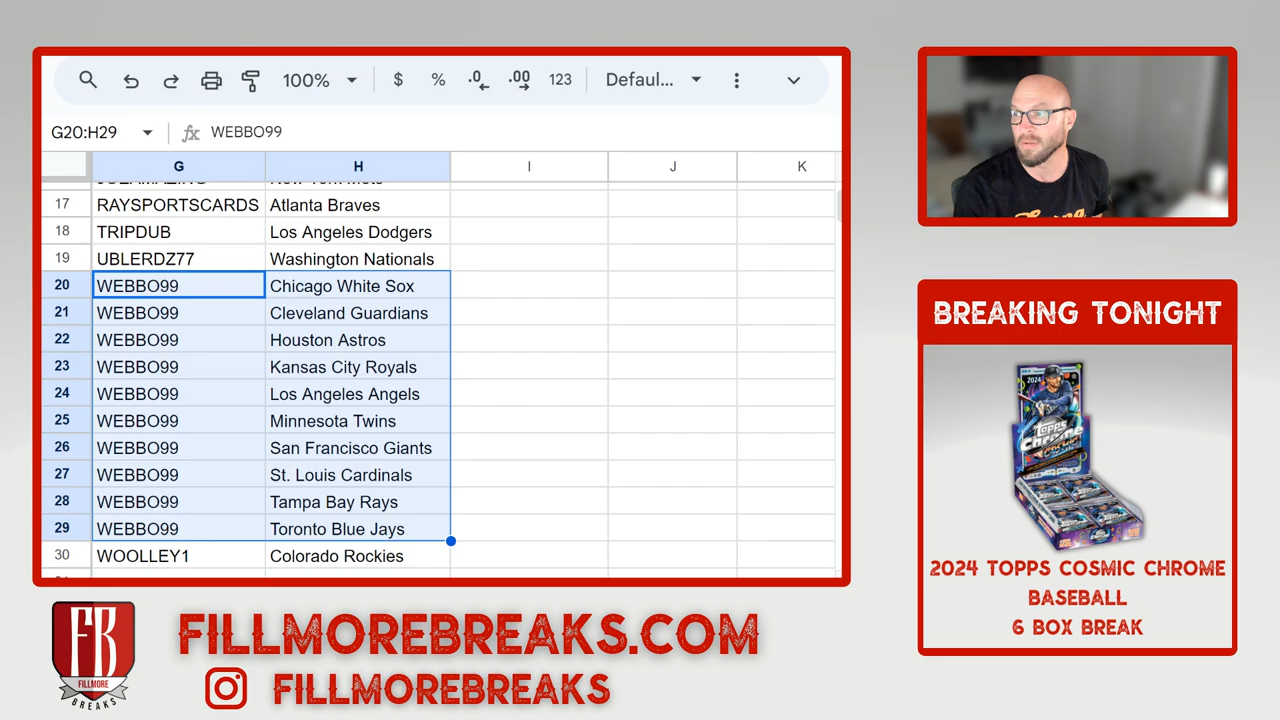 100% $ % .0 .00 123 Defaul...
G20:H29 fx WEBBO99
G H I J K
17 RAYSPORTSCARDS Atlanta Braves
18 TRIPDUB Los Angeles Dodgers
19 UBLERDZ77 Washington Nationals
20 WEBBO99 Chicago White Sox
21 WEBBO99 Cleveland Guardians
22 WEBBO99 Houston Astros
23 WEBBO99 Kansas City Royals
24 WEBBO99 Los Angeles Angels
25 WEBBO99 Minnesota Twins
26 WEBBO99 San Francisco Giants
27 WEBBO99 St. Louis Cardinals
28 WEBBO99 Tampa Bay Rays
29 WEBBO99 Toronto Blue Jays
30 WOOLLEY1 Colorado Rockies
BREAKING TONIGHT
2024
Topps
Chrome
2024 TOPPS COSMIC CHROME
BASEBALL
6 BOX BREAK
FB
FILLMORE
BREAKS
FILLMOREBREAKS.COM
FILLMOREBREAKS